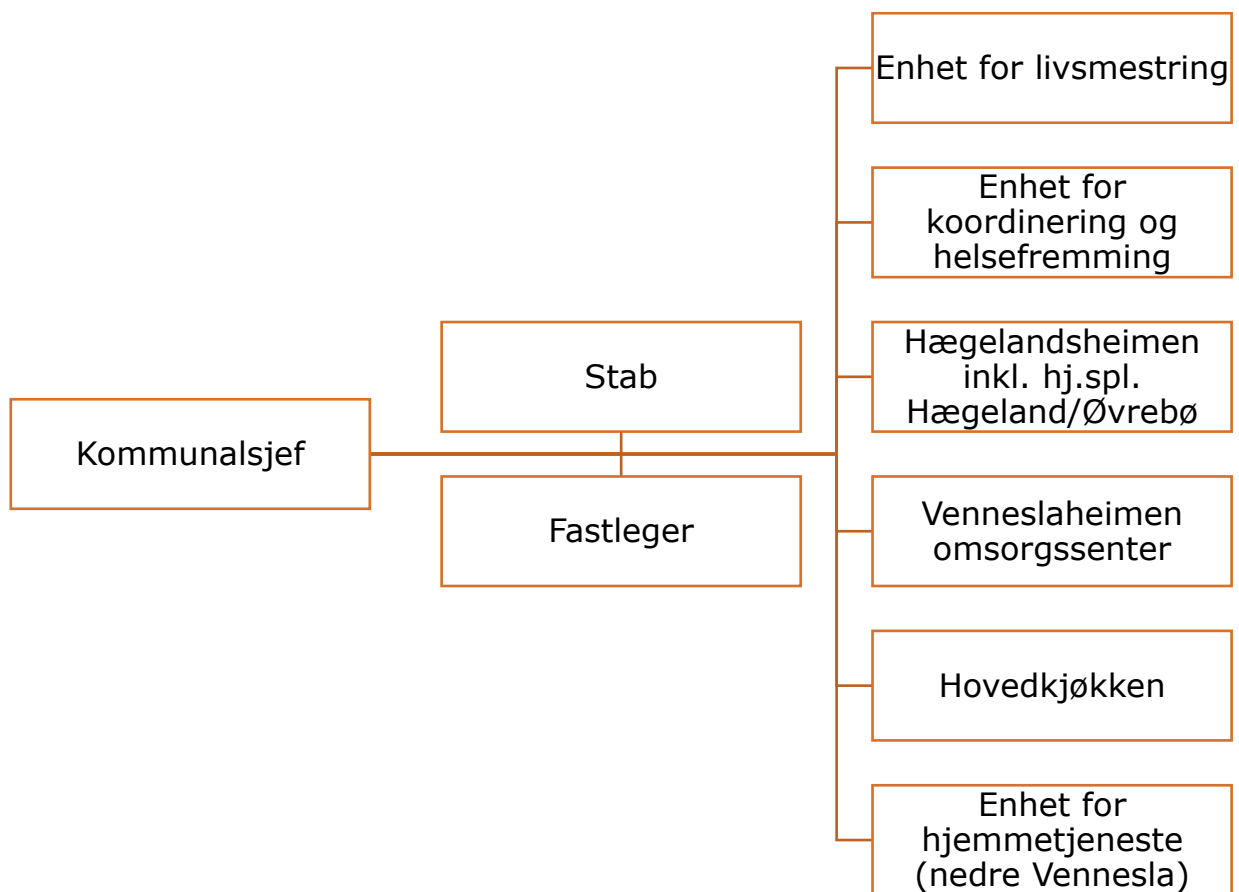 Kommunalsjef
Stab
Fastleger
Enhet for livsmestring
Enhet for
koordinering og
helsefremming
Hægelandsheimen
inkl. hj.spl.
Hægeland/Øvrebø
Venneslaheimen
omsorgssenter
Hovedkjøkken
Enhet for
hjemmetjeneste
(nedre Vennesla)